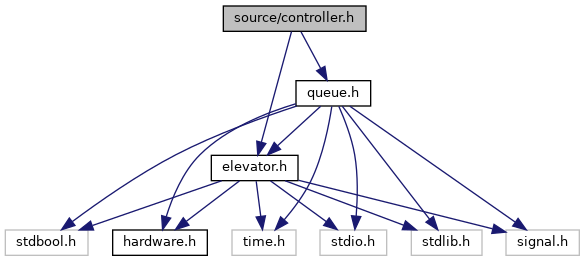 source/controller.h
queue.h
elevator.h
stdbool.h
hardware.h
time.h
stdio.h
stdlib.h
signal.h